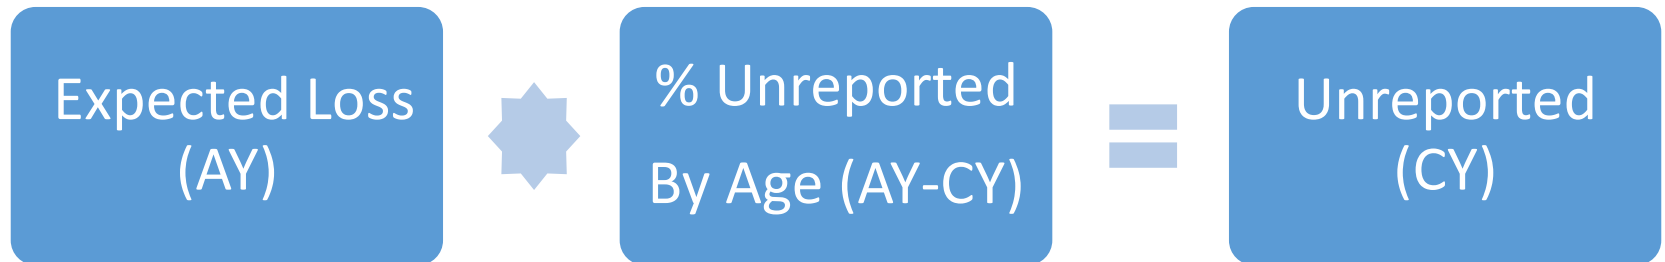 Expected Loss
(AY)
% Unreported
By Age (AY-CY)
Unreported
(CY)